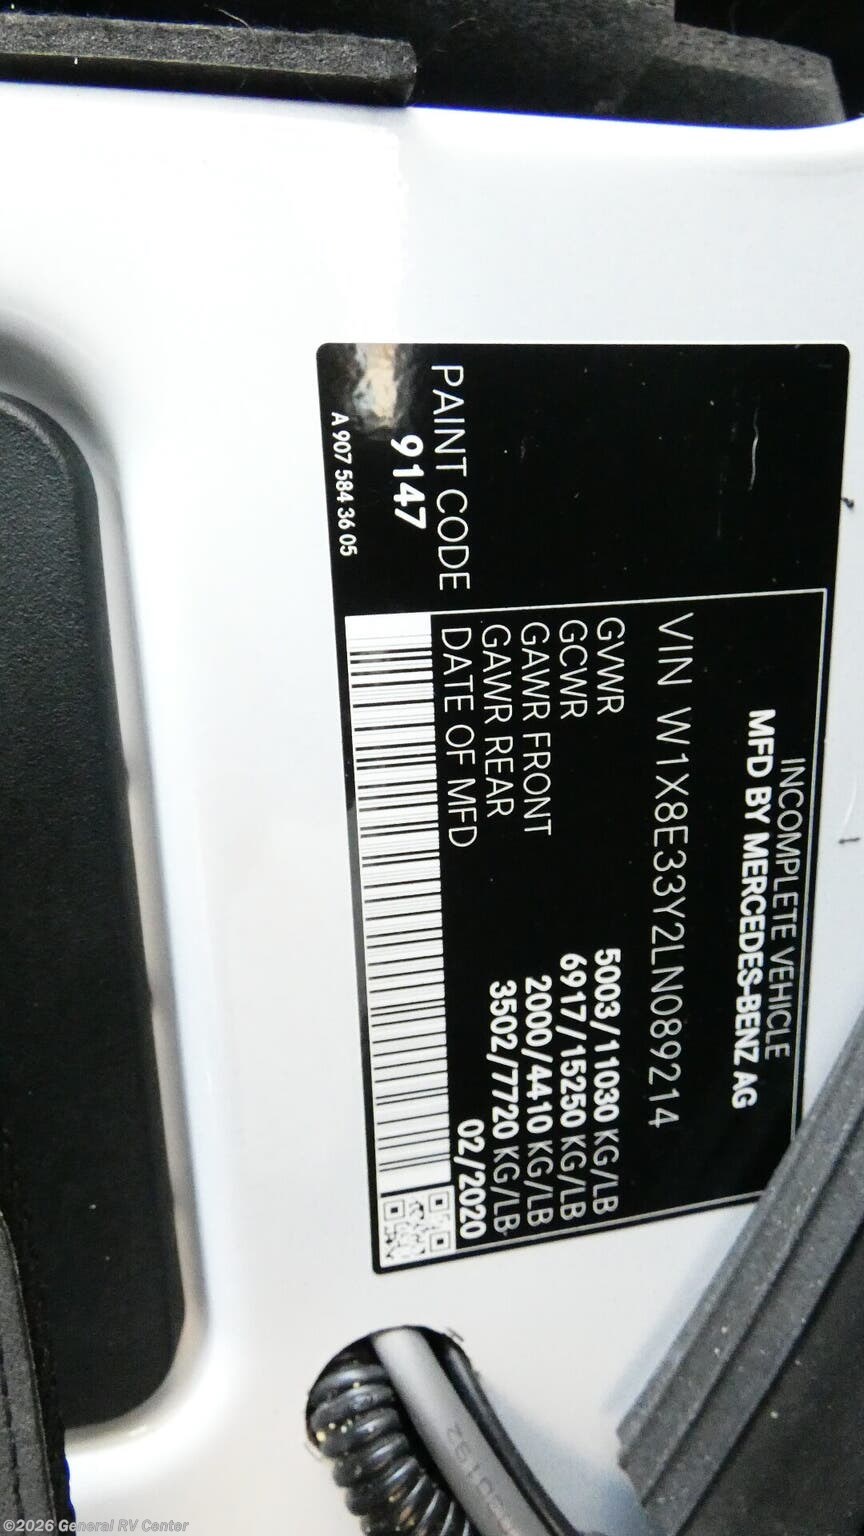 INCOMPLETE VEHICLE
MFD BY MERCEDES-BENZ AG
VIN W1X8E33Y2LN089214
GVWR 5003/11030 KG/LB
GCWR 6917/15250 KG/LB
GAWR FRONT 2000/4410 KG/LB
GAWR REAR 3502/7720 KG/LB
DATE OF MFD 02/2020
PAINT CODE
9147
A 907 584 36 05
©2026 General RV Center